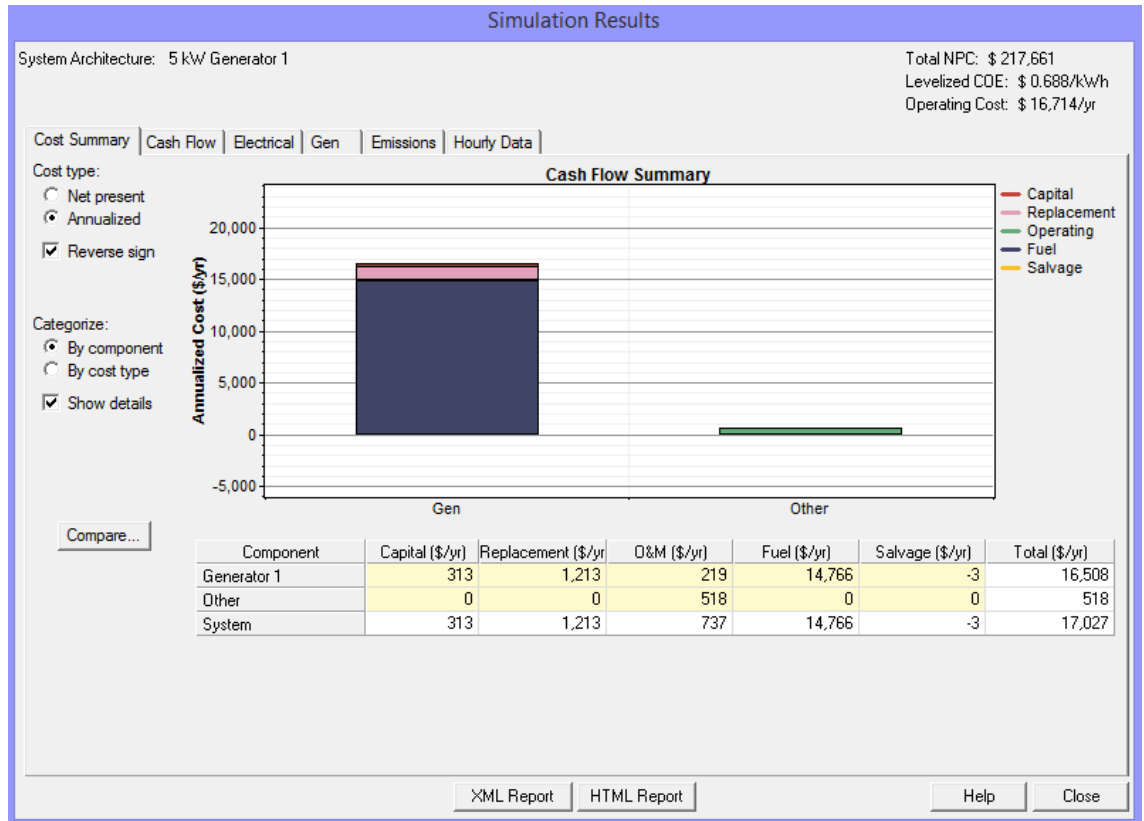 Simulation Results
System Architecture: 5 kW Generator 1
Total NPC: $ 217,661
Levelized COE: $ 0.688/kWh
Operating Cost: $ 16,714/yr
Cost Summary Cash Flow Electrical Gen Emissions Hourly Data
Cost type:
Net present
Annualized
Reverse sign
Categorize:
By component
By cost type
Show details
Compare...
Cash Flow Summary
Annualized Cost ($/yr)
20,000
15,000
10,000
5,000
0
-5,000
Gen Other
Capital
Replacement
Operating
Fuel
Salvage
Component Capital ($/yr) Replacement ($/yr O&M ($/yr) Fuel ($/yr) Salvage ($/yr) Total ($/yr)
Generator 1 313 1,213 219 14,766 -3 16,508
Other 0 0 518 0 0 518
System 313 1,213 737 14,766 -3 17,027
XML Report HTML Report Help Close